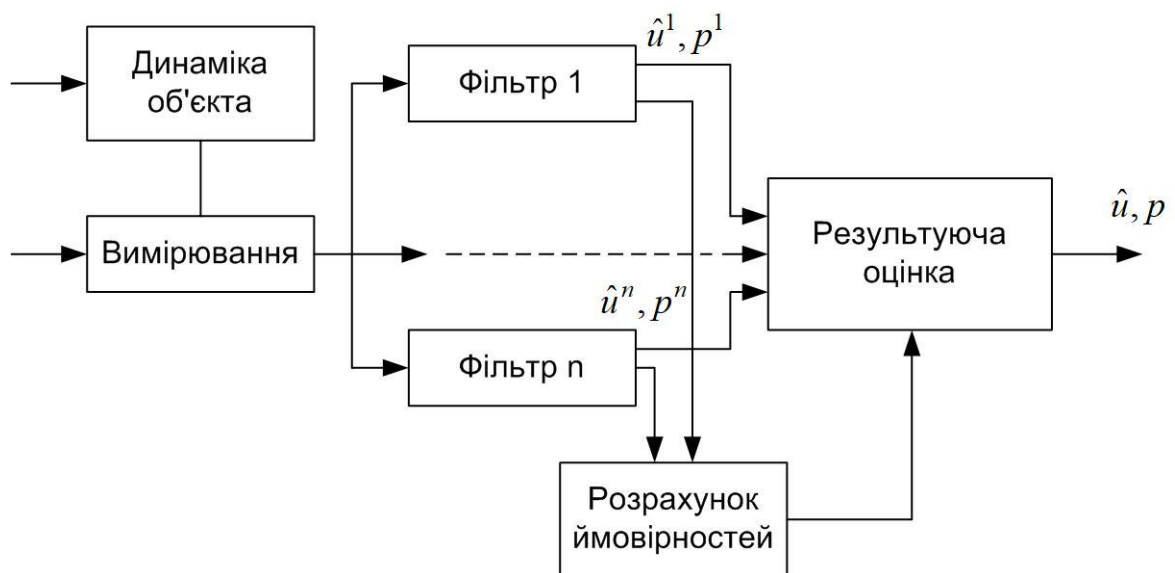 Динаміка
об'єкта
Вимірювання
Фільтр 1
û¹, p¹
Фільтр n
ûⁿ, pⁿ
Розрахунок
ймовірностей
Результуюча
оцінка
û, p